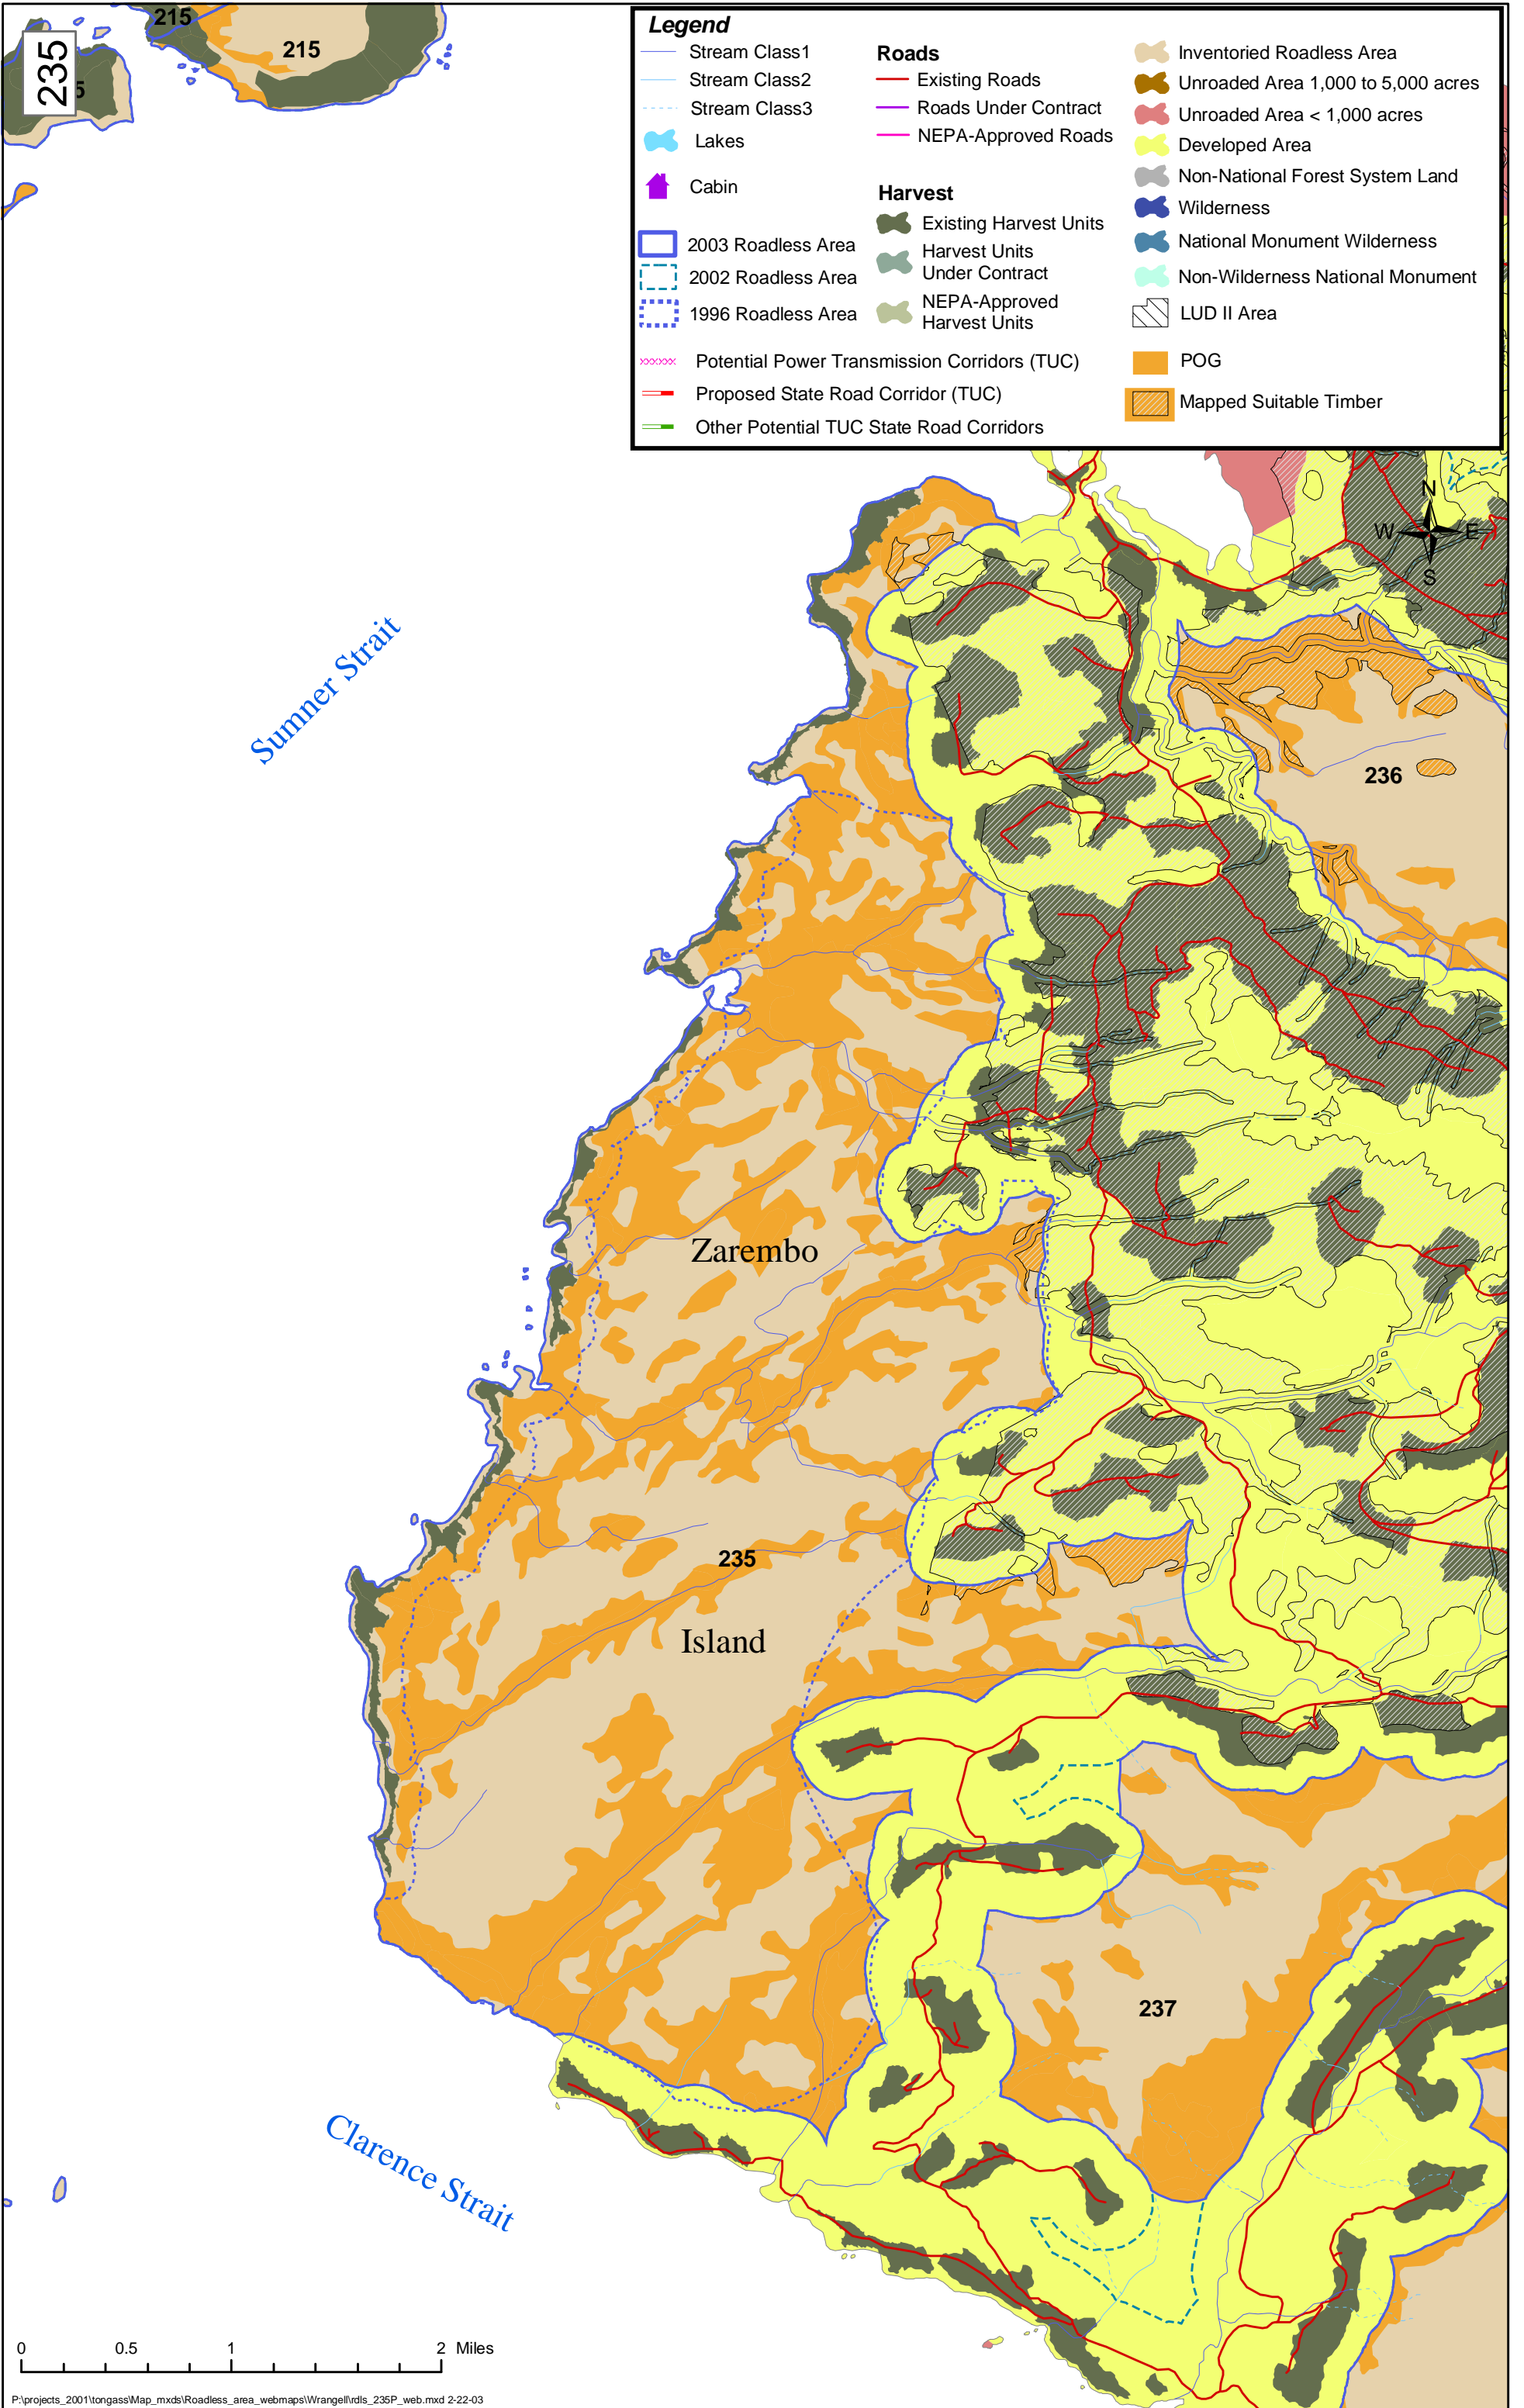 235
215
215
5
Legend
Stream Class1
Stream Class2
Stream Class3
Lakes
Cabin
2003 Roadless Area
2002 Roadless Area
1996 Roadless Area
Potential Power Transmission Corridors (TUC)
Proposed State Road Corridor (TUC)
Other Potential TUC State Road Corridors
Roads
Existing Roads
Roads Under Contract
NEPA-Approved Roads
Harvest
Existing Harvest Units
Harvest Units
Under Contract
NEPA-Approved
Harvest Units
Inventoried Roadless Area
Unroaded Area 1,000 to 5,000 acres
Unroaded Area < 1,000 acres
Developed Area
Non-National Forest System Land
Wilderness
National Monument Wilderness
Non-Wilderness National Monument
LUD II Area
POG
Mapped Suitable Timber
N
W E
S
Sumner Strait
236
Zarembo
235
Island
237
Clarence Strait
0 0.5 1 2 Miles
P:\projects_2001\tongass\Map_mxds\Roadless_area_webmaps\Wrangell\rdls_235P_web.mxd 2-22-03